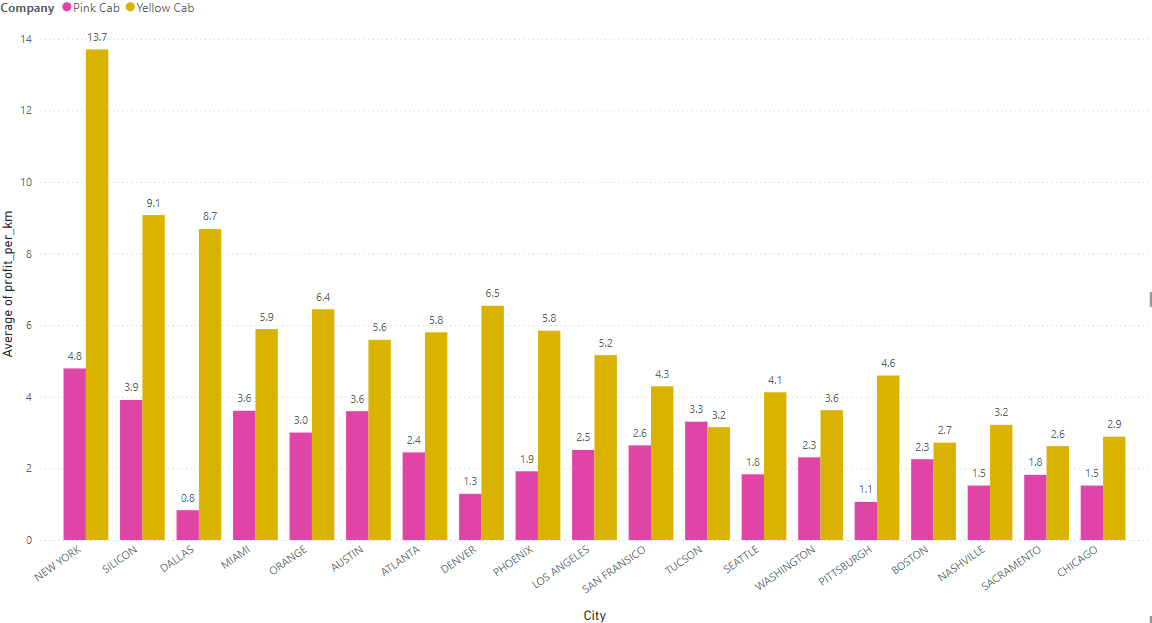 Company Pink Cab Yellow Cab
Average of profit_per_km
14
12
10
8
6
4
2
0
4.8 13.7
3.9 9.1
0.8 8.7
3.6 5.9
3.0 6.4
3.6 5.6
2.4 5.8
1.3 6.5
1.9 5.8
2.5 5.2
2.6 4.3
3.3 3.2
1.8 4.1
2.3 3.6
1.1 4.6
2.3 2.7
1.5 3.2
1.8 2.6
1.5 2.9
NEW YORK
SILICON
DALLAS
MIAMI
ORANGE
AUSTIN
ATLANTA
DENVER
PHOENIX
LOS ANGELES
SAN FRANSICO
TUCSON
SEATTLE
WASHINGTON
PITTSBURGH
BOSTON
NASHVILLE
SACRAMENTO
CHICAGO
City